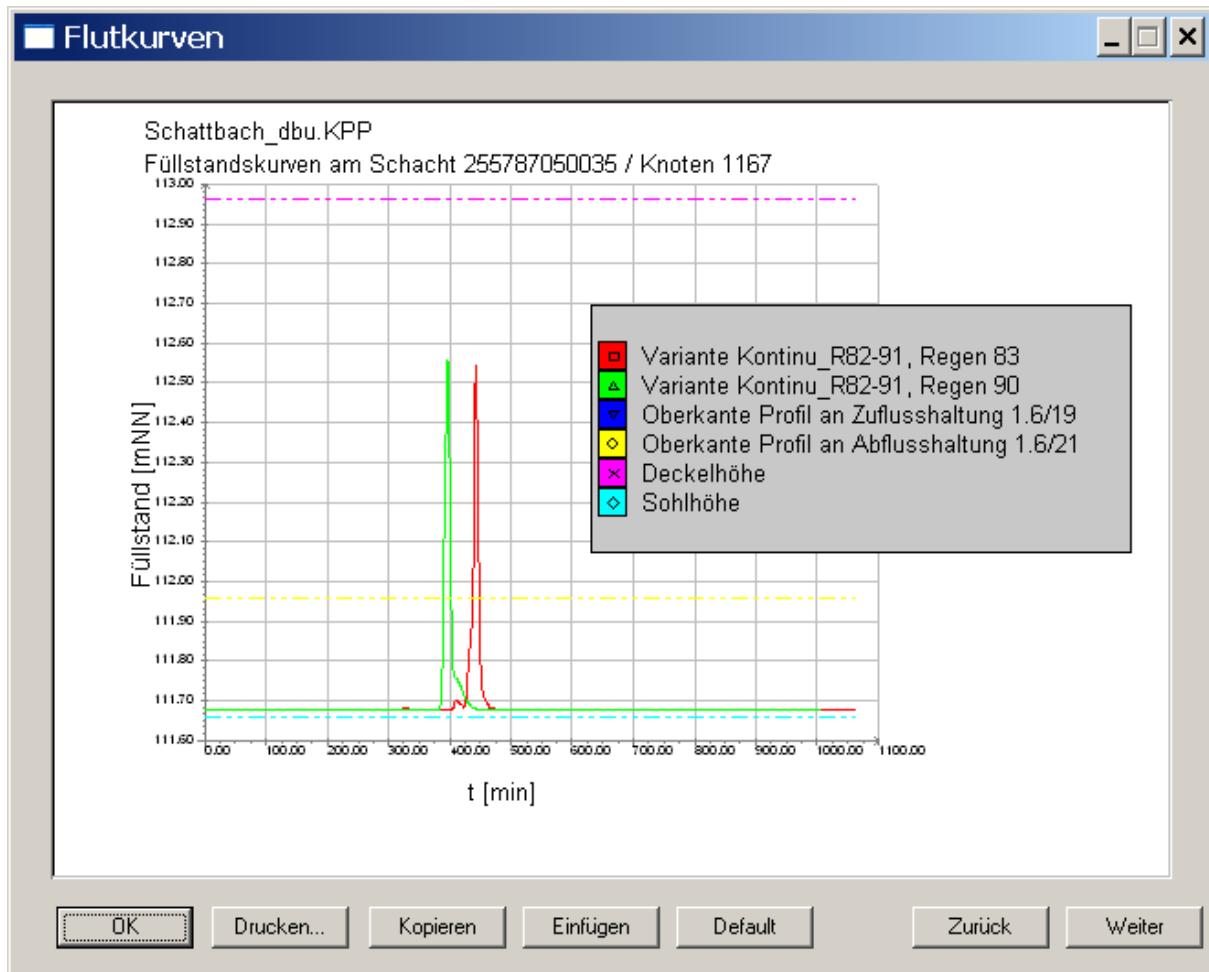 Flutkurven
Schattbach_dbu.KPP
Füllstandskurven am Schacht 255787050035 / Knoten 1167
113.00
112.90
112.80
112.70
112.60
112.50
112.40
112.30
112.20
112.10
112.00
111.90
111.80
111.70
111.60
Füllstand [mNN]
Variante Kontinu_R82-91, Regen 83
Variante Kontinu_R82-91, Regen 90
Oberkante Profil an Zuflusshaltung 1.6/19
Oberkante Profil an Abflusshaltung 1.6/21
Deckelhöhe
Sohlhöhe
0.00 100.00 200.00 300.00 400.00 500.00 600.00 700.00 800.00 900.00 1000.00 1100.00
t [min]
OK Drucken... Kopieren Einfügen Default Zurück Weiter